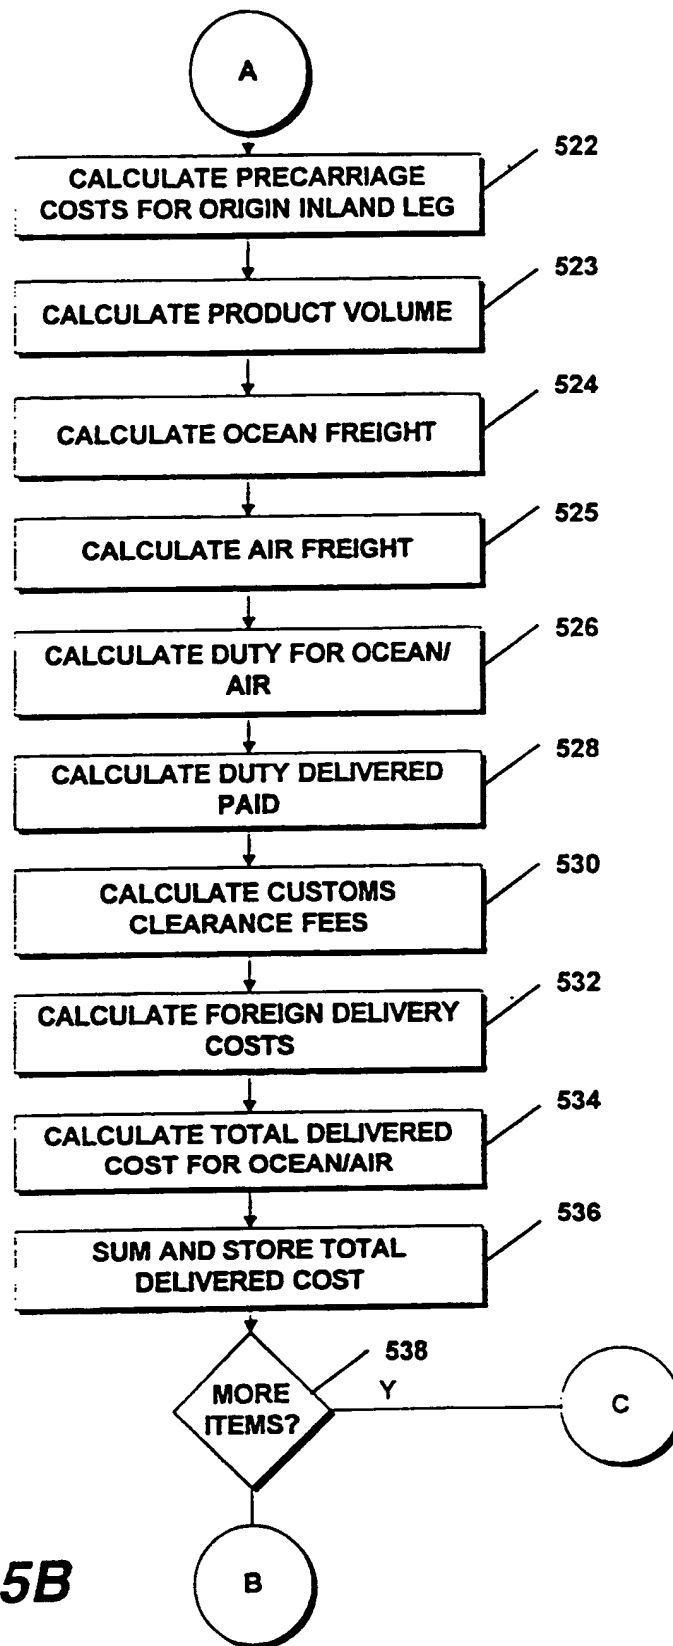 A
522
CALCULATE PRECARRIAGE
COSTS FOR ORIGIN INLAND LEG
523
CALCULATE PRODUCT VOLUME
524
CALCULATE OCEAN FREIGHT
525
CALCULATE AIR FREIGHT
526
CALCULATE DUTY FOR OCEAN/
AIR
528
CALCULATE DUTY DELIVERED
PAID
530
CALCULATE CUSTOMS
CLEARANCE FEES
532
CALCULATE FOREIGN DELIVERY
COSTS
534
CALCULATE TOTAL DELIVERED
COST FOR OCEAN/AIR
536
SUM AND STORE TOTAL
DELIVERED COST
538
MORE
ITEMS?
Y
C
B
5B